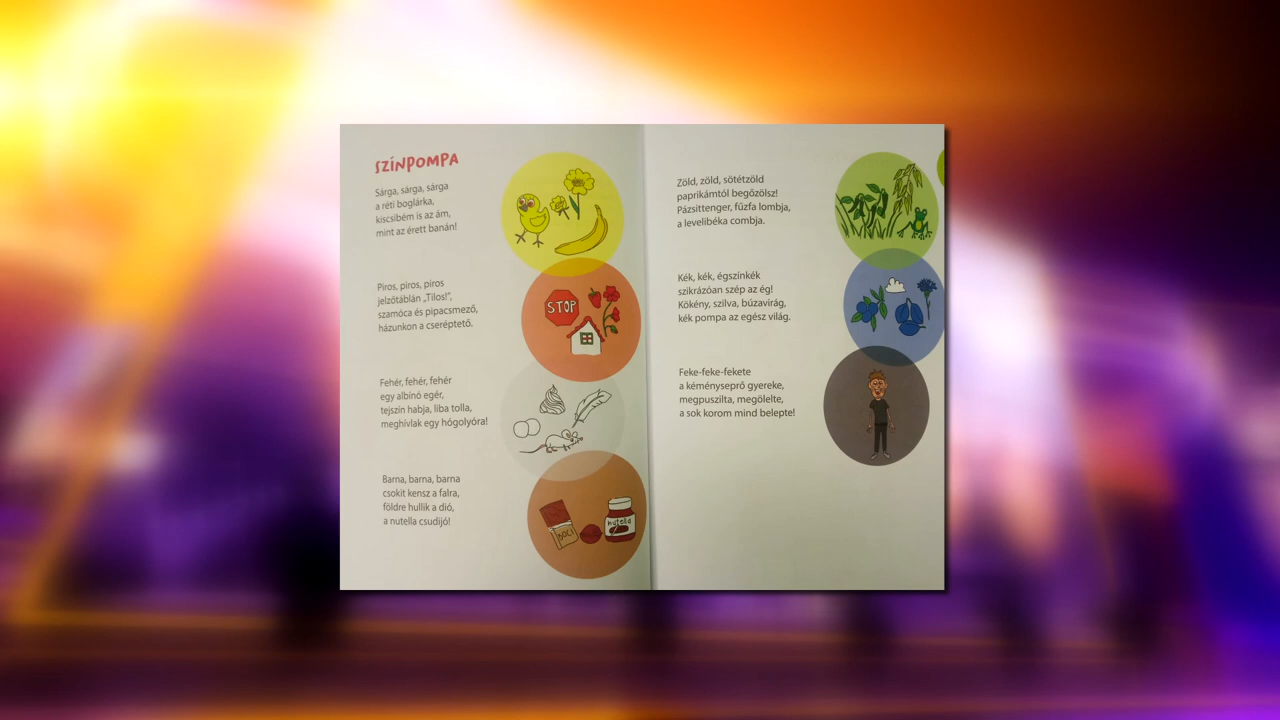 SZÍNPOMPA
Sárga, sárga, sárga
a réti boglárka,
kiscsibém is az ám,
mint az érett banán!
Piros, piros, piros
jelzőtáblán „Tilos!”,
szamóca és pipacsmező,
házunkon a cseréptető.
STOP
Fehér, fehér, fehér
egy albínó egér,
tejszín habja, liba tolla,
meghívlak egy hógolyóra!
Barna, barna, barna
csokit kensz a falra,
földre hullik a dió,
a nutella csudijó!
BOCI
nutella
Zöld, zöld, sötétzöld
paprikámtól begőzölsz!
Pázsittenger, fűzfa lombja,
a levelibéka combja.
Kék, kék, égszínkék
szikrázóan szép az ég!
Kökény, szilva, búzavirág,
kék pompa az egész világ.
Feke-feke-fekete
a kéményseprő gyereke,
megpuszilta, megölelte,
a sok korom mind belepte!